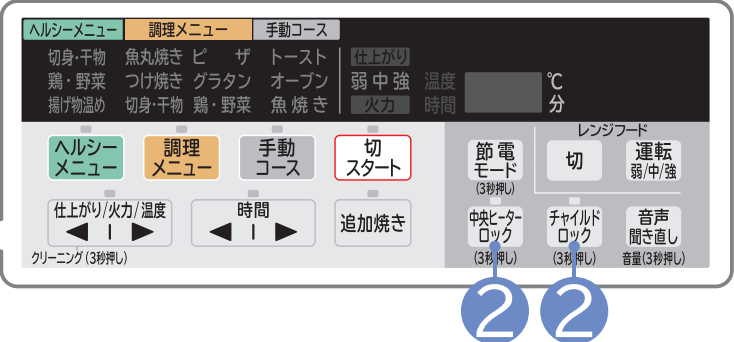 ヘルシーメニュー 調理メニュー 手動コース
切身・干物 魚丸焼き ピ ザ トースト 仕上がり
鶏・野菜 つけ焼き グラタン オーブン 弱 中 強 温度 ℃
揚げ物温め 切身・干物 鶏・野菜 魚焼き 火力 時間 分
レンジフード
ヘルシー
メニュー
調理
メニュー
手動
コース
切
スタート
節電
モード
(3秒押し)
切
運転
弱/中/強
仕上がり/火力/温度
◀ | ▶
クリーニング(3秒押し)
時間
◀ | ▶
追加焼き
中央ヒーター
ロック
(3秒押し)
チャイルド
ロック
(3秒押し)
音声
聞き直し
音量(3秒押し)
2 2